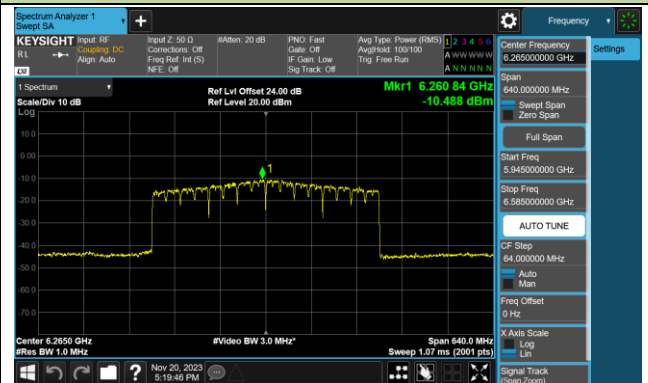 Spectrum Analyzer 1
Swept SA
+
Frequency
KEYSIGHT
Input: RF
Coupling: DC
Align: Auto
Input Z: 50 Ω
Corrections: Off
Freq Ref: Int (S)
NFE: Off
#Atten: 20 dB
PNO: Fast
Gate: Off
IF Gain: Low
Sig Track: Off
Avg Type: Power (RMS)
Avg|Hold: 100/100
Trig: Free Run
1 2 3 4 5 6
A W W W W W
A N N N N N
RL
LXI
1 Spectrum
Scale/Div 10 dB
Log
Ref Lvl Offset 24.00 dB
Ref Level 20.00 dBm
Mkr1 6.260 84 GHz
-10.488 dBm
10.0
0.00
-10.0
-20.0
-30.0
-40.0
-50.0
-60.0
-70.0
1
Center 6.2650 GHz
#Res BW 1.0 MHz
#Video BW 3.0 MHz*
Span 640.0 MHz
Sweep 1.07 ms (2001 pts)
Nov 20, 2023
5:19:46 PM
?
Center Frequency
6.265000000 GHz
Settings
Span
640.000000 MHz
Swept Span
Zero Span
Full Span
Start Freq
5.945000000 GHz
Stop Freq
6.585000000 GHz
AUTO TUNE
CF Step
64.000000 MHz
Auto
Man
Freq Offset
0 Hz
X Axis Scale
Log
Lin
Signal Track
(Span Zoom)